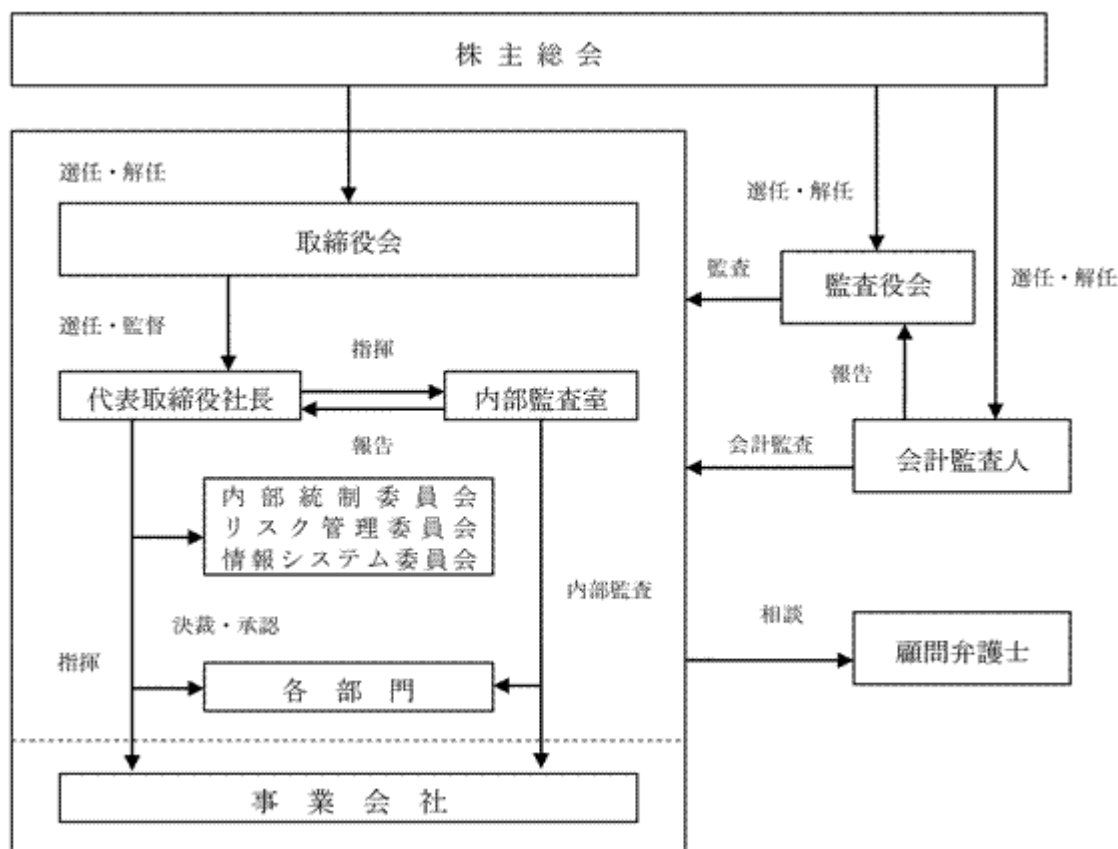 株主総会
選任・解任
選任・解任
選任・解任
取締役会
監査役会
監査
選任・監督
指揮
代表取締役社長
内部監査室
報告
報告
会計監査人
会計監査
内部統制委員会
リスク管理委員会
情報システム委員会
内部監査
決裁・承認
相談
顧問弁護士
指揮
各部門
事業会社